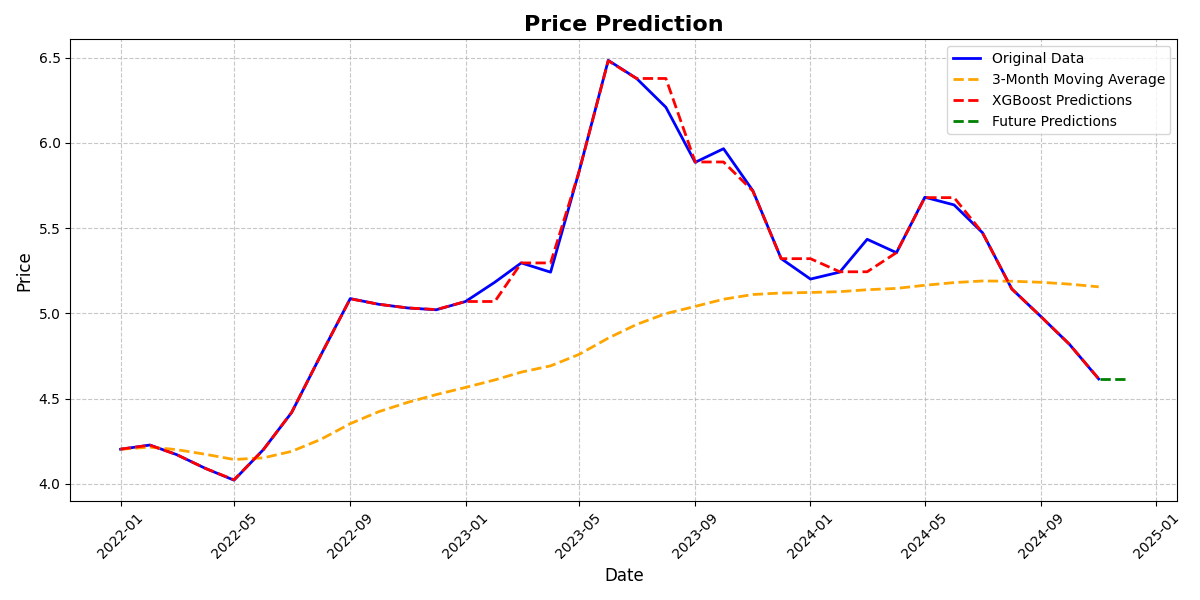 Price Prediction
Original Data
3-Month Moving Average
XGBoost Predictions
Future Predictions
6.5
6.0
5.5
5.0
4.5
4.0
Price
2022-01
2022-05
2022-09
2023-01
2023-05
2023-09
2024-01
2024-05
2024-09
2025-01
Date